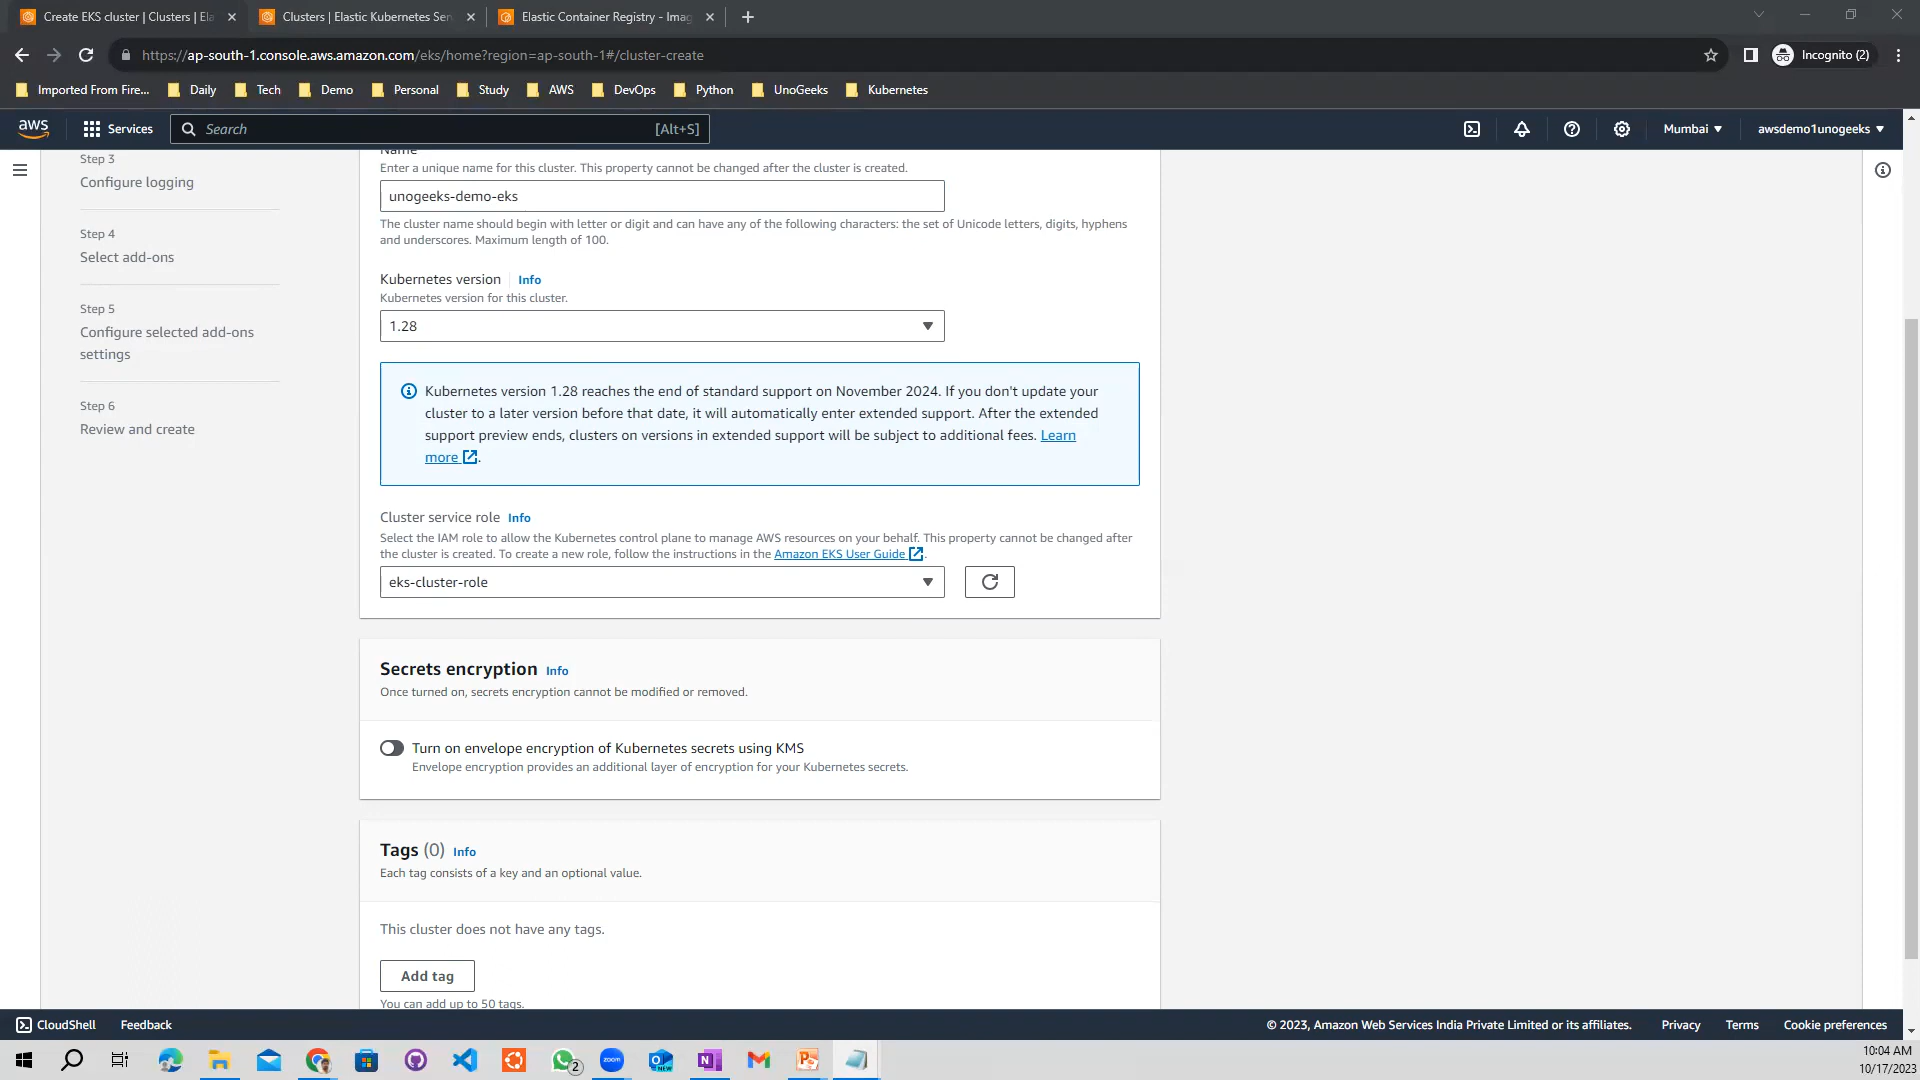 Create EKS cluster | Clusters | Ela
Clusters | Elastic Kubernetes Ser
Elastic Container Registry - Imag
https://ap-south-1.console.aws.amazon.com/eks/home?region=ap-south-1#/cluster-create
Incognito (2)
Imported From Fire...
Daily
Tech
Demo
Personal
Study
AWS
DevOps
Python
UnoGeeks
Kubernetes
aws
Services
Search
[Alt+S]
Mumbai
awsdemo1unogeeks
Step 3
Configure logging
Step 4
Select add-ons
Step 5
Configure selected add-ons
settings
Step 6
Review and create
Name
Enter a unique name for this cluster. This property cannot be changed after the cluster is created.
unogeeks-demo-eks
The cluster name should begin with letter or digit and can have any of the following characters: the set of Unicode letters, digits, hyphens
and underscores. Maximum length of 100.
Kubernetes version Info
Kubernetes version for this cluster.
1.28
Kubernetes version 1.28 reaches the end of standard support on November 2024. If you don't update your
cluster to a later version before that date, it will automatically enter extended support. After the extended
support preview ends, clusters on versions in extended support will be subject to additional fees. Learn
more.
Cluster service role Info
Select the IAM role to allow the Kubernetes control plane to manage AWS resources on your behalf. This property cannot be changed after
the cluster is created. To create a new role, follow the instructions in the Amazon EKS User Guide.
eks-cluster-role
Secrets encryption Info
Once turned on, secrets encryption cannot be modified or removed.
Turn on envelope encryption of Kubernetes secrets using KMS
Envelope encryption provides an additional layer of encryption for your Kubernetes secrets.
Tags (0) Info
Each tag consists of a key and an optional value.
This cluster does not have any tags.
Add tag
You can add up to 50 tags.
CloudShell
Feedback
© 2023, Amazon Web Services India Private Limited or its affiliates.
Privacy
Terms
Cookie preferences
zoom
2
NEW
N
10:04 AM
10/17/2023